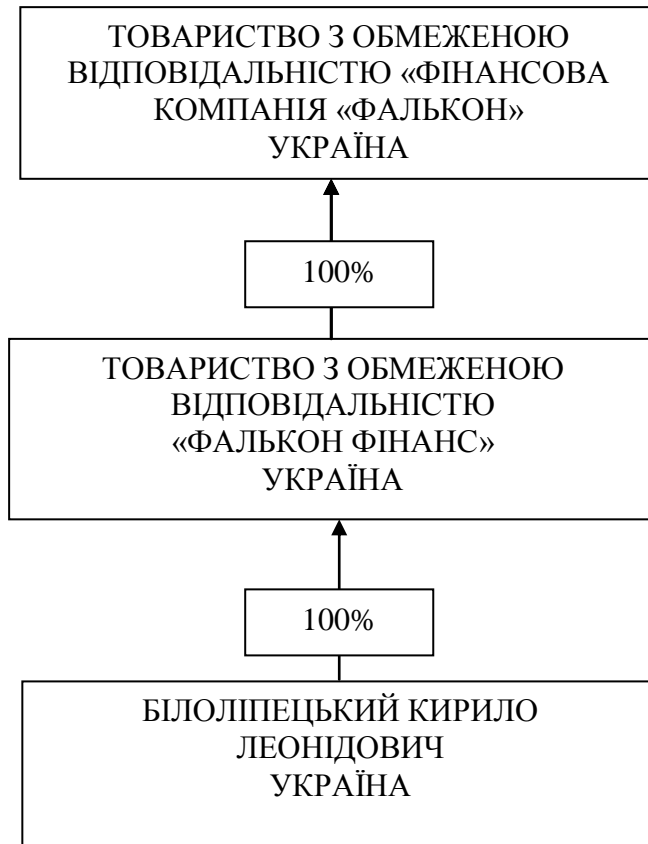 ТОВАРИСТВО З ОБМЕЖЕНОЮ
ВІДПОВІДАЛЬНІСТЮ «ФІНАНСОВА
КОМПАНІЯ «ФАЛЬКОН»
УКРАЇНА
100%
ТОВАРИСТВО З ОБМЕЖЕНОЮ
ВІДПОВІДАЛЬНІСТЮ
«ФАЛЬКОН ФІНАНС»
УКРАЇНА
100%
БІЛОЛІПЕЦЬКИЙ КИРИЛО
ЛЕОНІДОВИЧ
УКРАЇНА